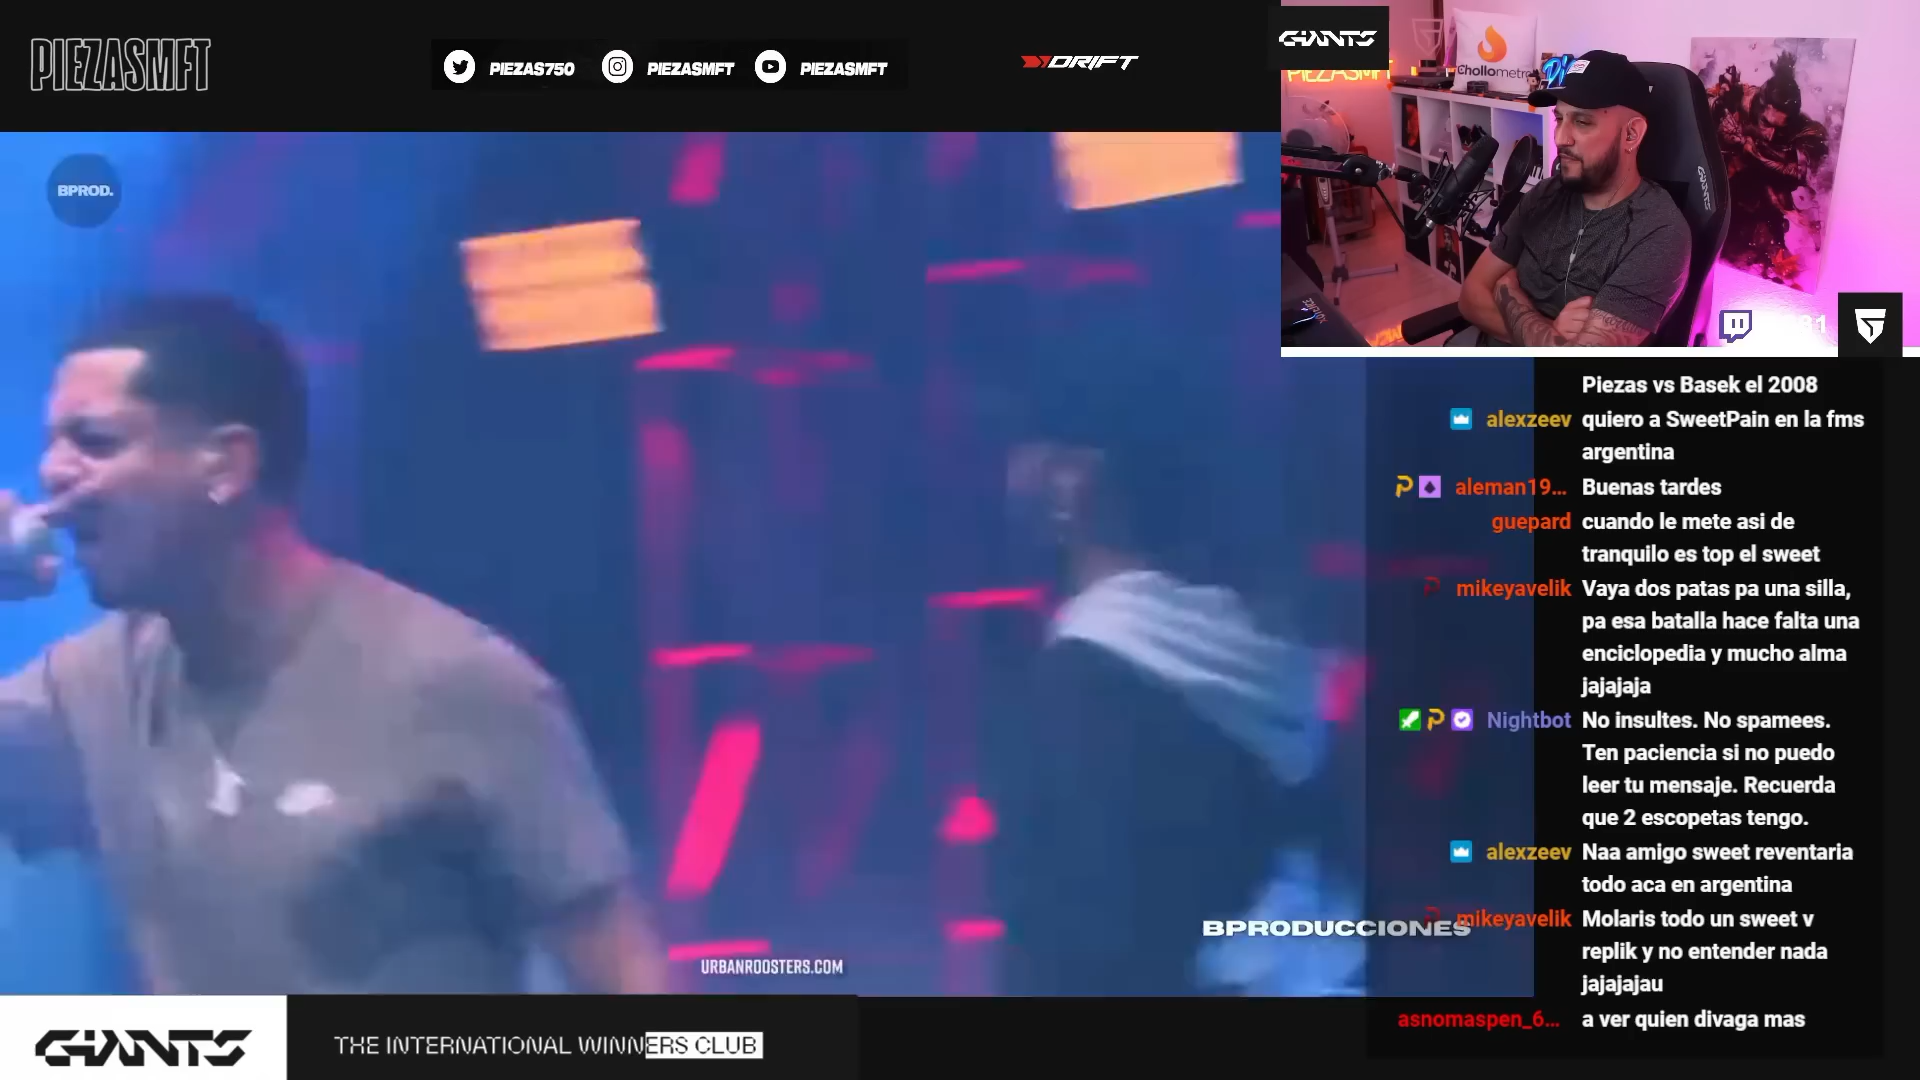 PIEZASMFT
PIEZAS750
PIEZASMFT
PIEZASMFT
DRIFT
GIANTS
PIEZASMFT
Chollometro
BPROD.
Piezas vs Basek el 2008
alexzeev quiero a SweetPain en la fms
argentina
aleman19... Buenas tardes
guepard cuando le mete asi de
tranquilo es top el sweet
mikeyavelik Vaya dos patas pa una silla,
pa esa batalla hace falta una
enciclopedia y mucho alma
jajajaja
Nightbot No insultes. No spamees.
Ten paciencia si no puedo
leer tu mensaje. Recuerda
que 2 escopetas tengo.
alexzeev Naa amigo sweet reventaria
todo aca en argentina
mikeyavelik Molaris todo un sweet v
replik y no entender nada
jajajajau
asnomaspen_6... a ver quien divaga mas
BPRODUCCIONES
URBANROOSTERS.COM
GIANTS
THE INTERNATIONAL WINNERS CLUB